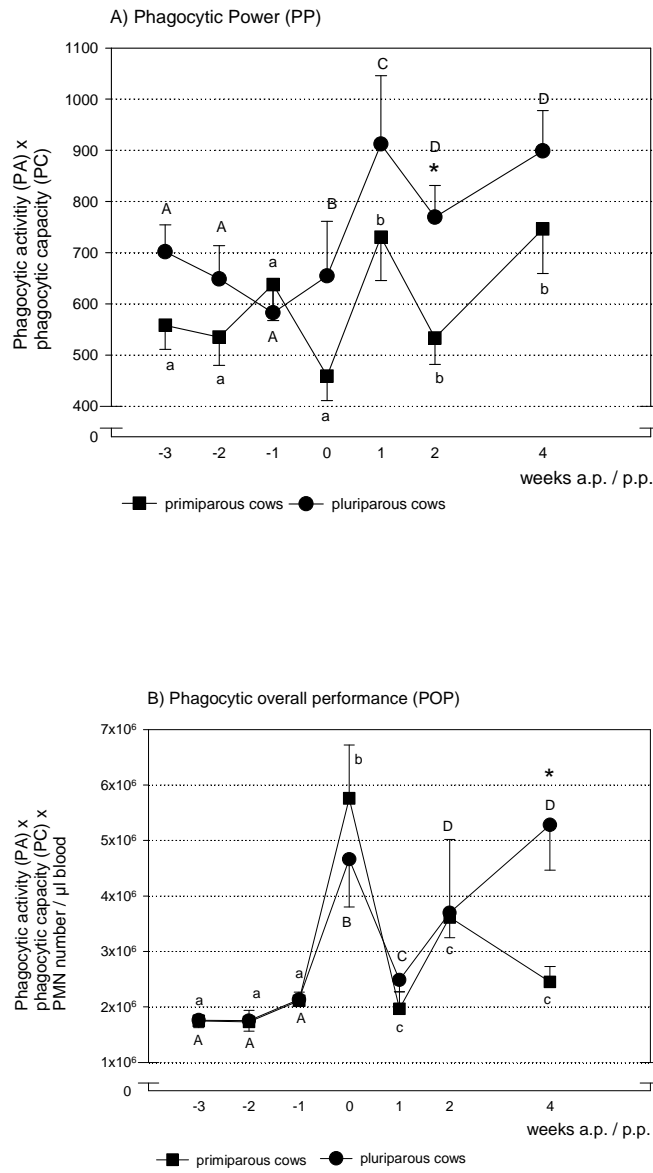 A) Phagocytic Power (PP)
Phagocytic activitiy (PA) x
phagocytic capacity (PC)
1100
1000
900
800
700
600
500
400
0
A
A
a
A
a
a
B
a
C
b
D
*
b
D
b
-3
-2
-1
0
1
2
4
weeks a.p. / p.p.
primiparous cows
pluriparous cows
B) Phagocytic overall performance (POP)
Phagocytic activity (PA) x
phagocytic capacity (PC) x
PMN number / µl blood
7x10⁶
6x10⁶
5x10⁶
4x10⁶
3x10⁶
2x10⁶
1x10⁶
0
a
A
a
A
a
A
b
B
C
c
D
c
*
D
c
-3
-2
-1
0
1
2
4
weeks a.p. / p.p.
primiparous cows
pluriparous cows